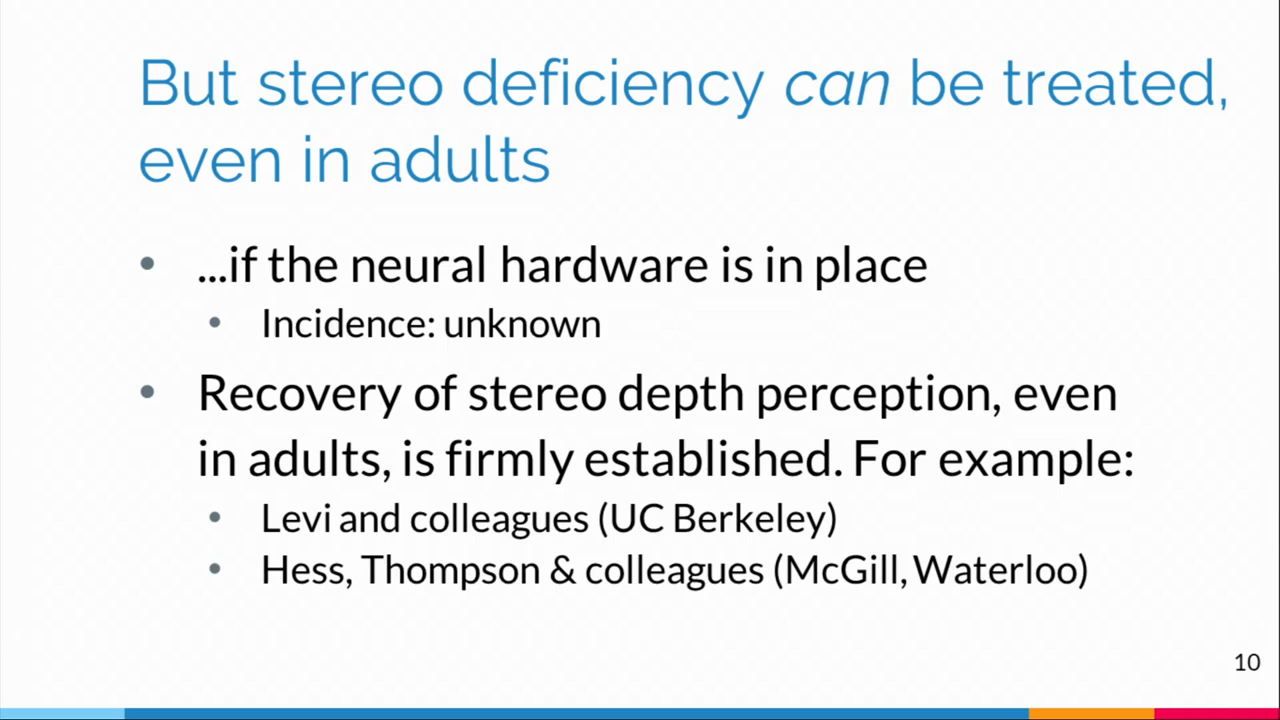 But stereo deficiency can be treated,
even in adults
• ...if the neural hardware is in place
• Incidence: unknown
• Recovery of stereo depth perception, even
in adults, is firmly established. For example:
• Levi and colleagues (UC Berkeley)
• Hess, Thompson & colleagues (McGill, Waterloo)
10